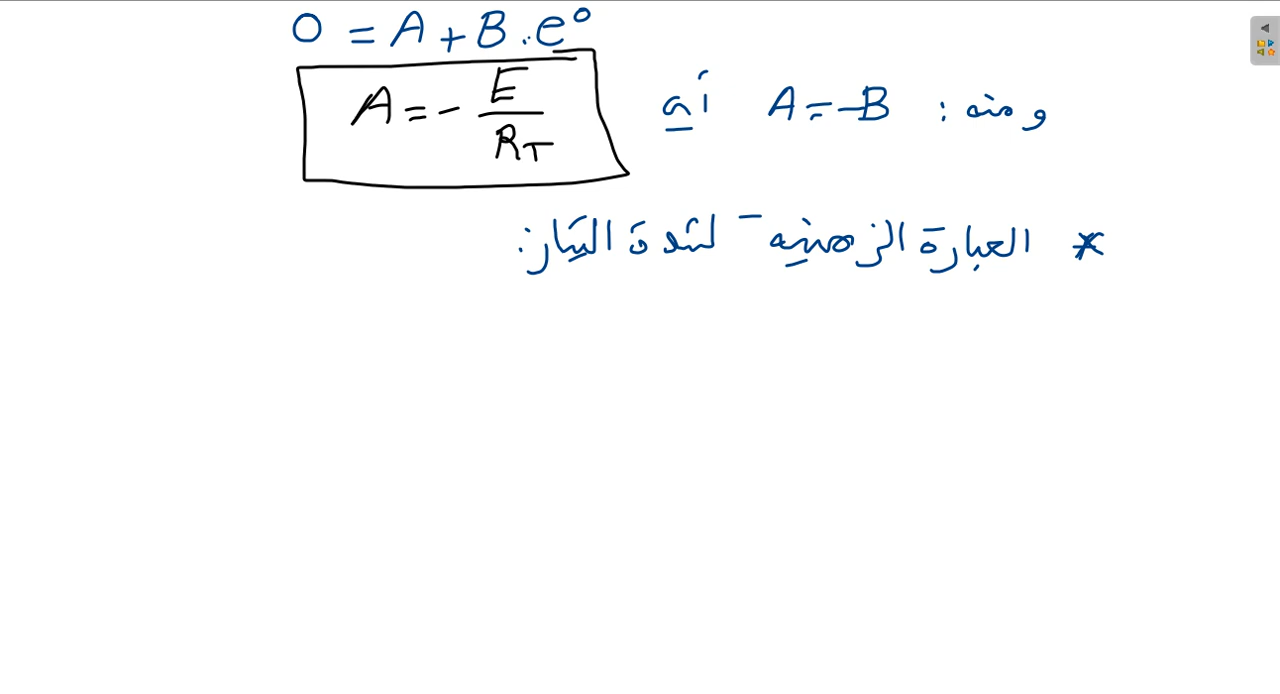 0 = A + B . e⁰
ومنه : A = -B أي A = - E/R_T
* العبارة الزمنية لشدة التيار :